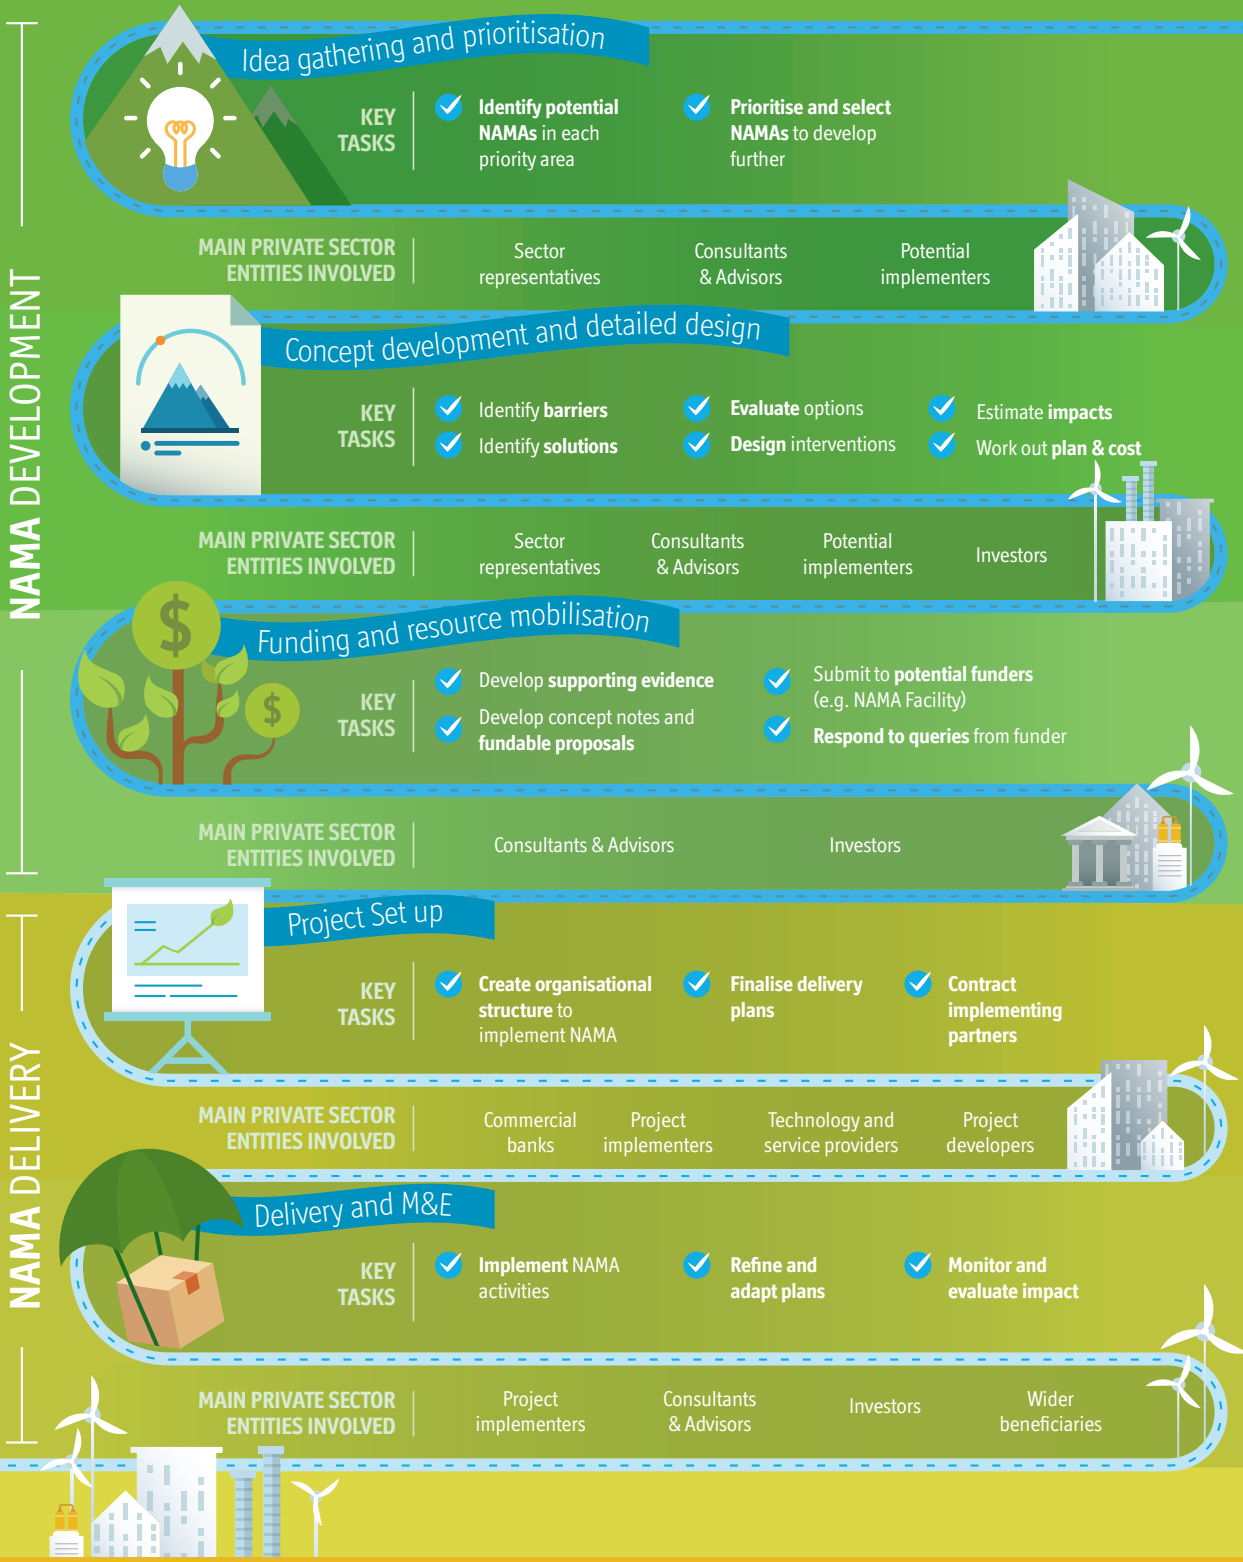 NAMA DEVELOPMENT
Idea gathering and prioritisation
KEY
TASKS
Identify potential
NAMAs in each
priority area
Prioritise and select
NAMAs to develop
further
MAIN PRIVATE SECTOR
ENTITIES INVOLVED
Sector
representatives
Consultants
& Advisors
Potential
implementers
Concept development and detailed design
KEY
TASKS
Identify barriers
Identify solutions
Evaluate options
Design interventions
Estimate impacts
Work out plan & cost
MAIN PRIVATE SECTOR
ENTITIES INVOLVED
Sector
representatives
Consultants
& Advisors
Potential
implementers
Investors
$
$
Funding and resource mobilisation
KEY
TASKS
Develop supporting evidence
Develop concept notes and
fundable proposals
Submit to potential funders
(e.g. NAMA Facility)
Respond to queries from funder
MAIN PRIVATE SECTOR
ENTITIES INVOLVED
Consultants & Advisors
Investors
NAMA DELIVERY
Project Set up
KEY
TASKS
Create organisational
structure to
implement NAMA
Finalise delivery
plans
Contract
implementing
partners
MAIN PRIVATE SECTOR
ENTITIES INVOLVED
Commercial
banks
Project
implementers
Technology and
service providers
Project
developers
Delivery and M&E
KEY
TASKS
Implement NAMA
activities
Refine and
adapt plans
Monitor and
evaluate impact
MAIN PRIVATE SECTOR
ENTITIES INVOLVED
Project
implementers
Consultants
& Advisors
Investors
Wider
beneficiaries